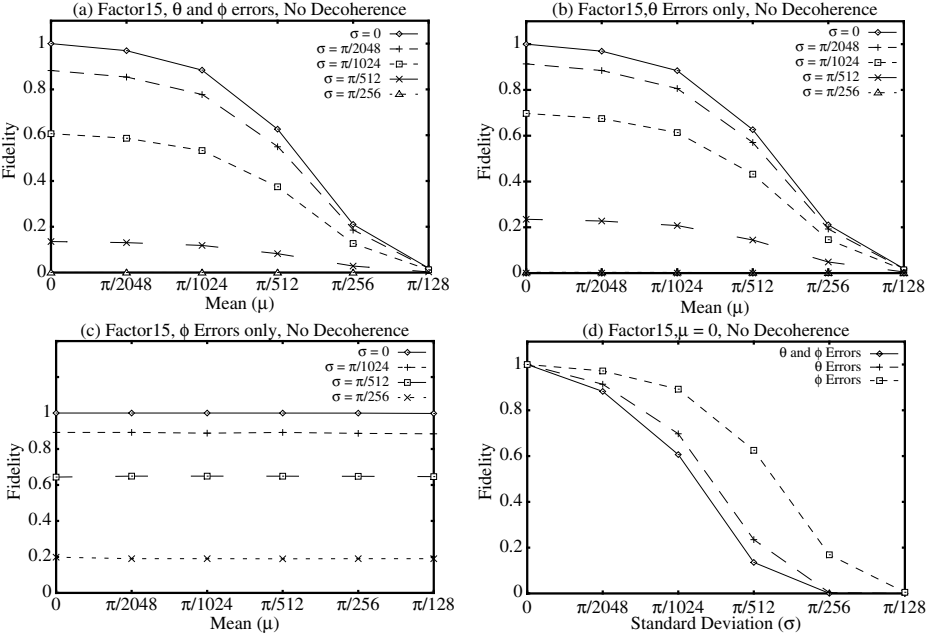 (a) Factor15, θ and ϕ errors, No Decoherence
1
0.8
0.6
0.4
0.2
0
Fidelity
σ = 0
σ = π/2048
σ = π/1024
σ = π/512
σ = π/256
0 π/2048 π/1024 π/512 π/256 π/128
Mean (μ)
(b) Factor15,θ Errors only, No Decoherence
1
0.8
0.6
0.4
0.2
0
Fidelity
σ = 0
σ = π/2048
σ = π/1024
σ = π/512
σ = π/256
0 π/2048 π/1024 π/512 π/256 π/128
Mean (μ)
(c) Factor15, ϕ Errors only, No Decoherence
1
0.8
0.6
0.4
0.2
0
Fidelity
σ = 0
σ = π/1024
σ = π/512
σ = π/256
0 π/2048 π/1024 π/512 π/256 π/128
Mean (μ)
(d) Factor15,μ = 0, No Decoherence
1
0.8
0.6
0.4
0.2
0
Fidelity
θ and ϕ Errors
θ Errors
ϕ Errors
0 π/2048 π/1024 π/512 π/256 π/128
Standard Deviation (σ)